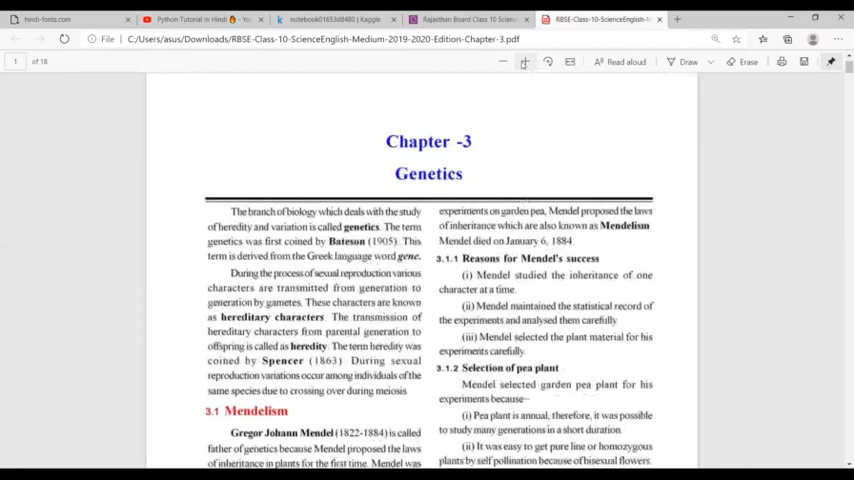 hindi-fonts.com
Python Tutorial In Hindi
notebook01653d8480 | Kaggle
Rajasthan Board Class 10 Scienc
RBSE-Class-10-ScienceEnglish-M
File
C:/Users/asus/Downloads/RBSE-Class-10-ScienceEnglish-Medium-2019-2020-Edition-Chapter-3.pdf
1 of 18
Read aloud
Draw
Erase
Chapter -3
Genetics
The branch of biology which deals with the study
of heredity and variation is called genetics. The term
genetics was first coined by Bateson (1905). This
term is derived from the Greek language word gene.
During the process of sexual reproduction various
characters are transmitted from generation to
generation by gametes. These characters are known
as hereditary characters. The transmission of
hereditary characters from parental generation to
offspring is called as heredity. The term heredity was
coined by Spencer (1863) During sexual
reproduction variations occur among individuals of the
same species due to crossing over during meiosis
3.1 Mendelism
Gregor Johann Mendel (1822-1884) is called
father of genetics because Mendel proposed the laws
of inheritance in plants for the first time. Mendel was
experiments on garden pea, Mendel proposed the laws
of inheritance which are also known as Mendelism
Mendel died on January 6, 1884.
3.1.1 Reasons for Mendel's success
(i) Mendel studied the inheritance of one
character at a time.
(ii) Mendel maintained the statistical record of
the experiments and analysed them carefully.
(iii) Mendel selected the plant material for his
experiments carefully.
3.1.2 Selection of pea plant
Mendel selected garden pea plant for his
experiments because–
(i) Pea plant is annual, therefore, it was possible
to study many generations in a short duration.
(ii) It was easy to get pure line or homozygous
plants by self pollination because of bisexual flowers.